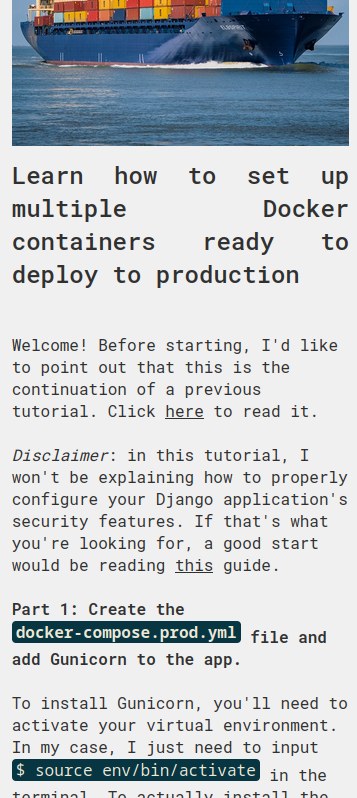 Learn how to set up
multiple Docker
containers ready to
deploy to production
Welcome! Before starting, I'd like
to point out that this is the
continuation of a previous
tutorial. Click here to read it.
Disclaimer: in this tutorial, I
won't be explaining how to properly
configure your Django application's
security features. If that's what
you're looking for, a good start
would be reading this guide.
Part 1: Create the
docker-compose.prod.yml file and
add Gunicorn to the app.
To install Gunicorn, you'll need to
activate your virtual environment.
In my case, I just need to input
$ source env/bin/activate in the
terminal. To actually install the